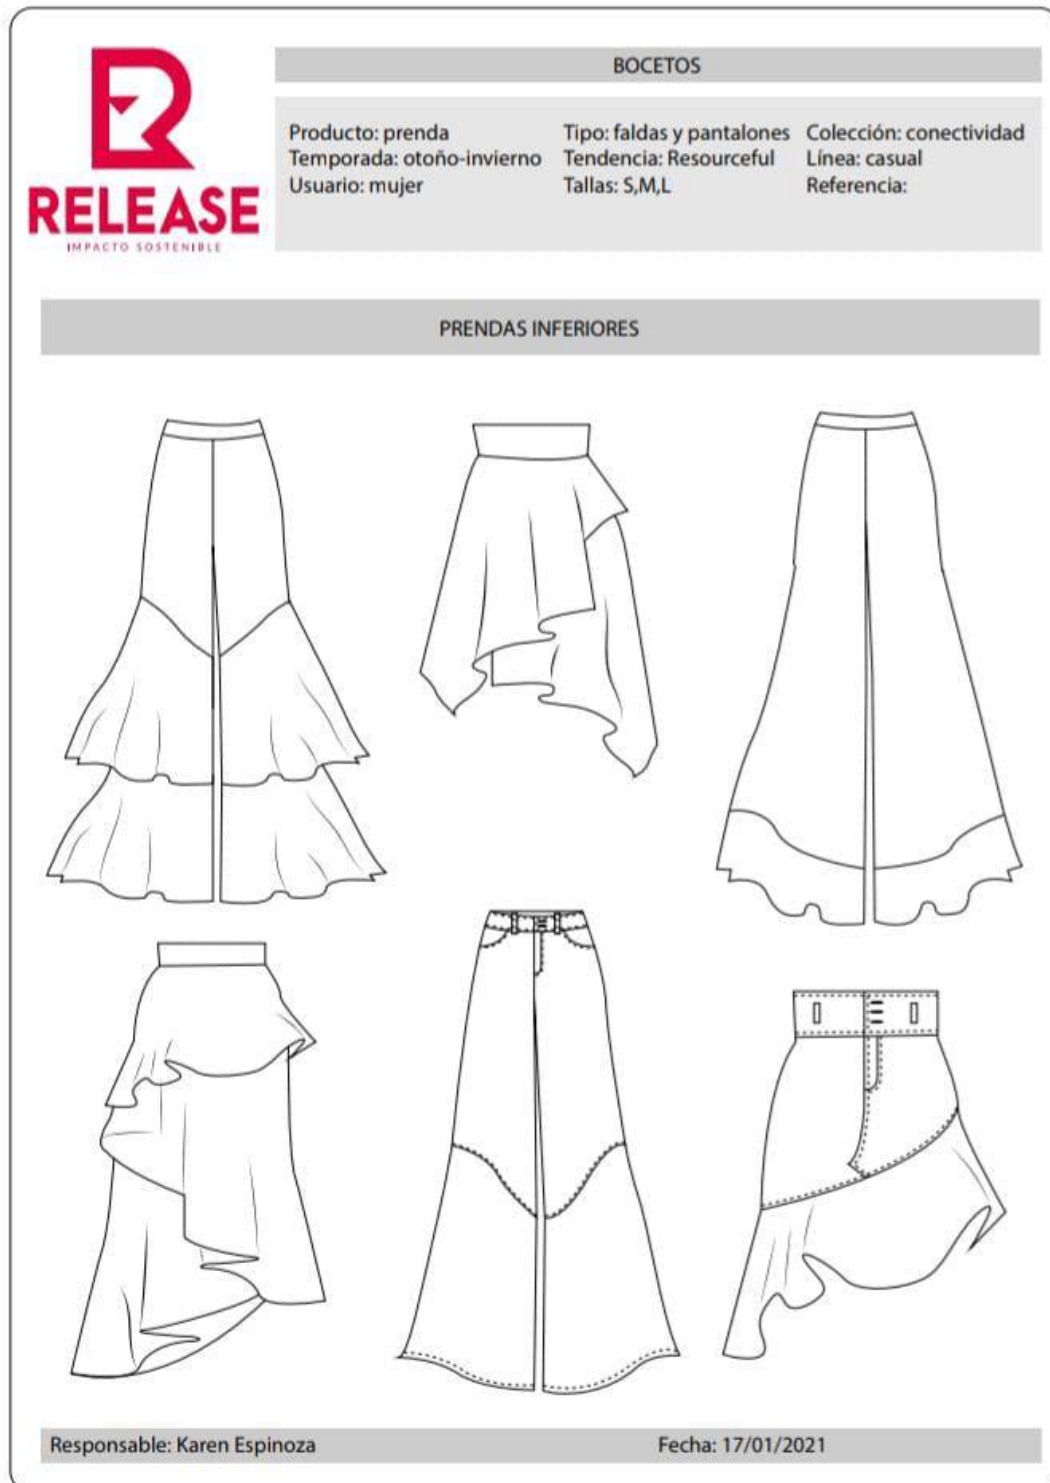 RELEASE
IMPACTO SOSTENIBLE
BOCETOS
Producto: prenda
Temporada: otoño-invierno
Usuario: mujer
Tipo: faldas y pantalones
Tendencia: Resourceful
Tallas: S,M,L
Colección: conectividad
Línea: casual
Referencia:
PRENDAS INFERIORES
Responsable: Karen Espinoza
Fecha: 17/01/2021